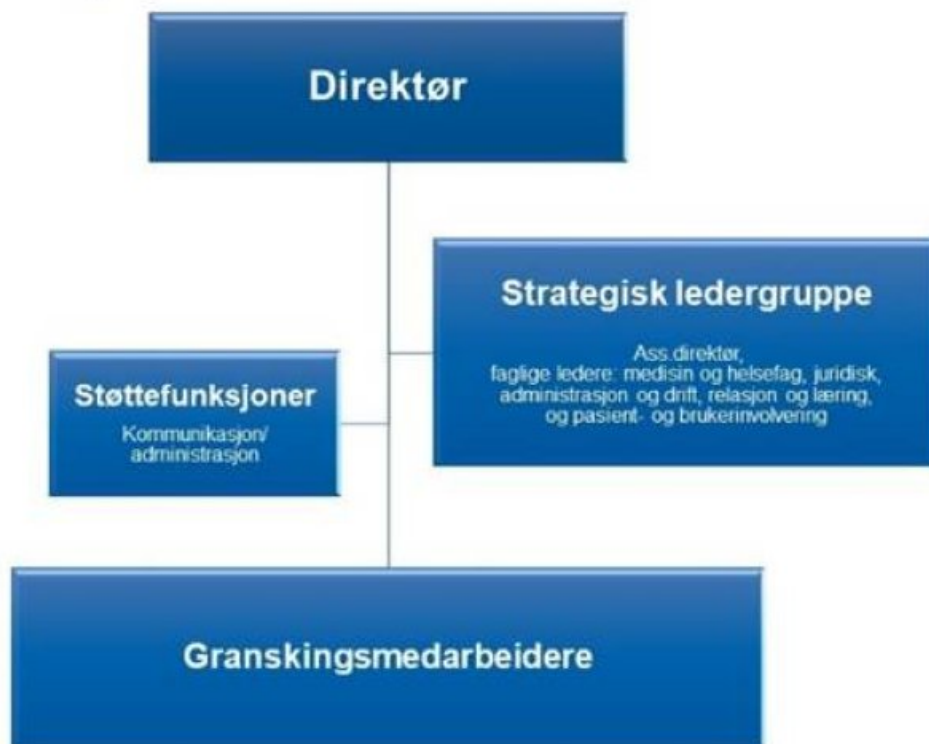 Direktør
Strategisk ledergruppe
Ass.direktør,
faglige ledere: medisin og helsefag, juridisk,
administrasjon og drift, relasjon og læring,
og pasient- og brukerinvolvering
Støttefunksjoner
Kommunikasjon/
administrasjon
Granskingsmedarbeidere